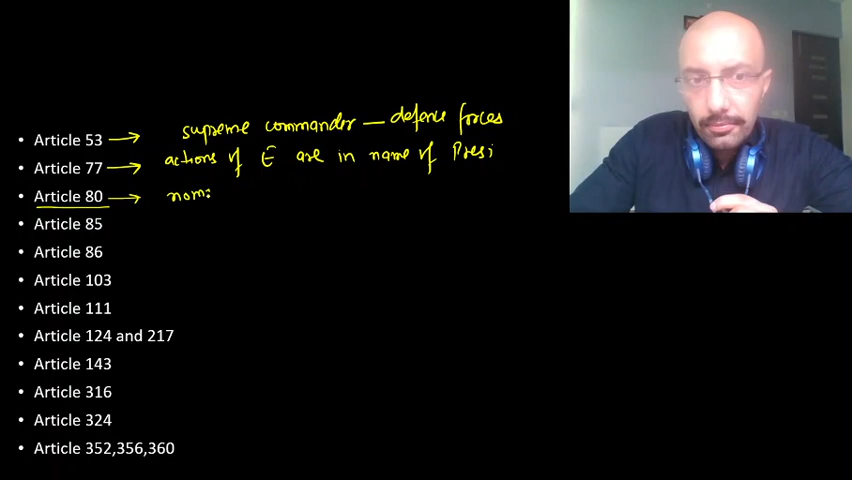 Article 53 → supreme commander — defence forces
Article 77 → actions of E are in name of Presi
Article 80 → nomi
Article 85
Article 86
Article 103
Article 111
Article 124 and 217
Article 143
Article 316
Article 324
Article 352,356,360